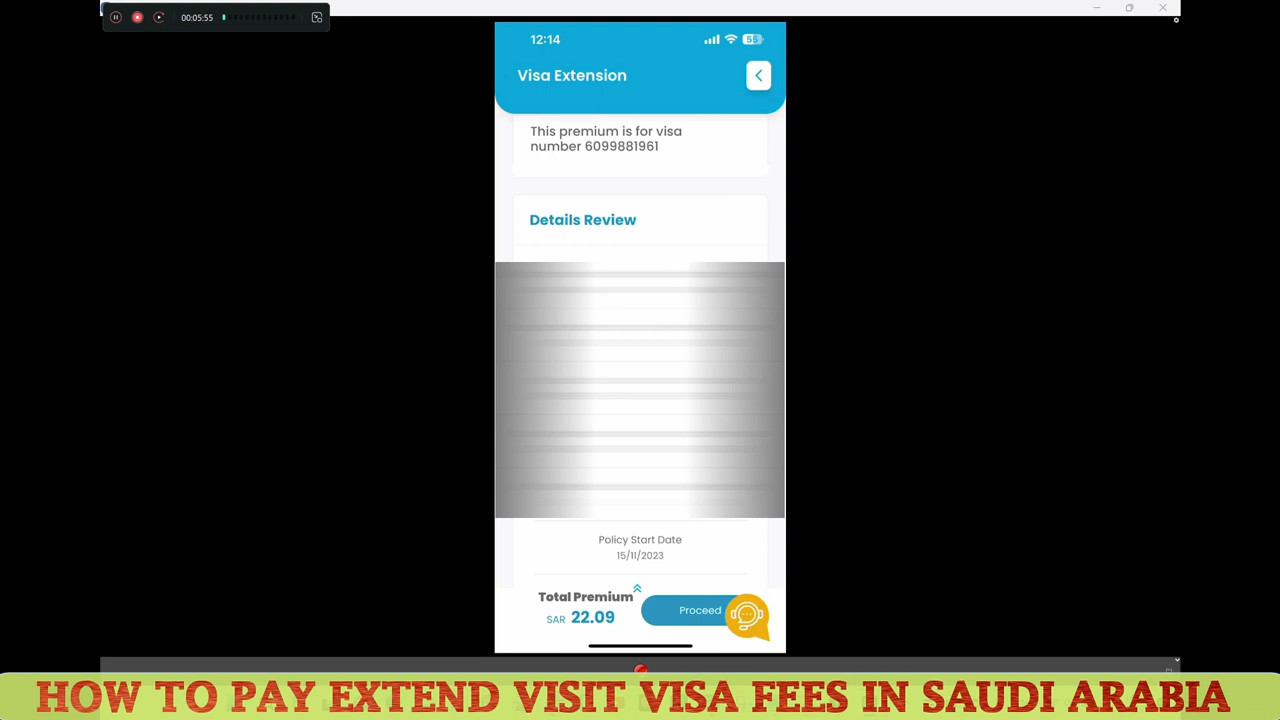 00:05:55
12:14
55
Visa Extension
This premium is for visa
number 6099881961
Details Review
Policy Start Date
15/11/2023
Total Premium
SAR 22.09
Proceed
HOW TO PAY EXTEND VISIT VISA FEES IN SAUDI ARABIA